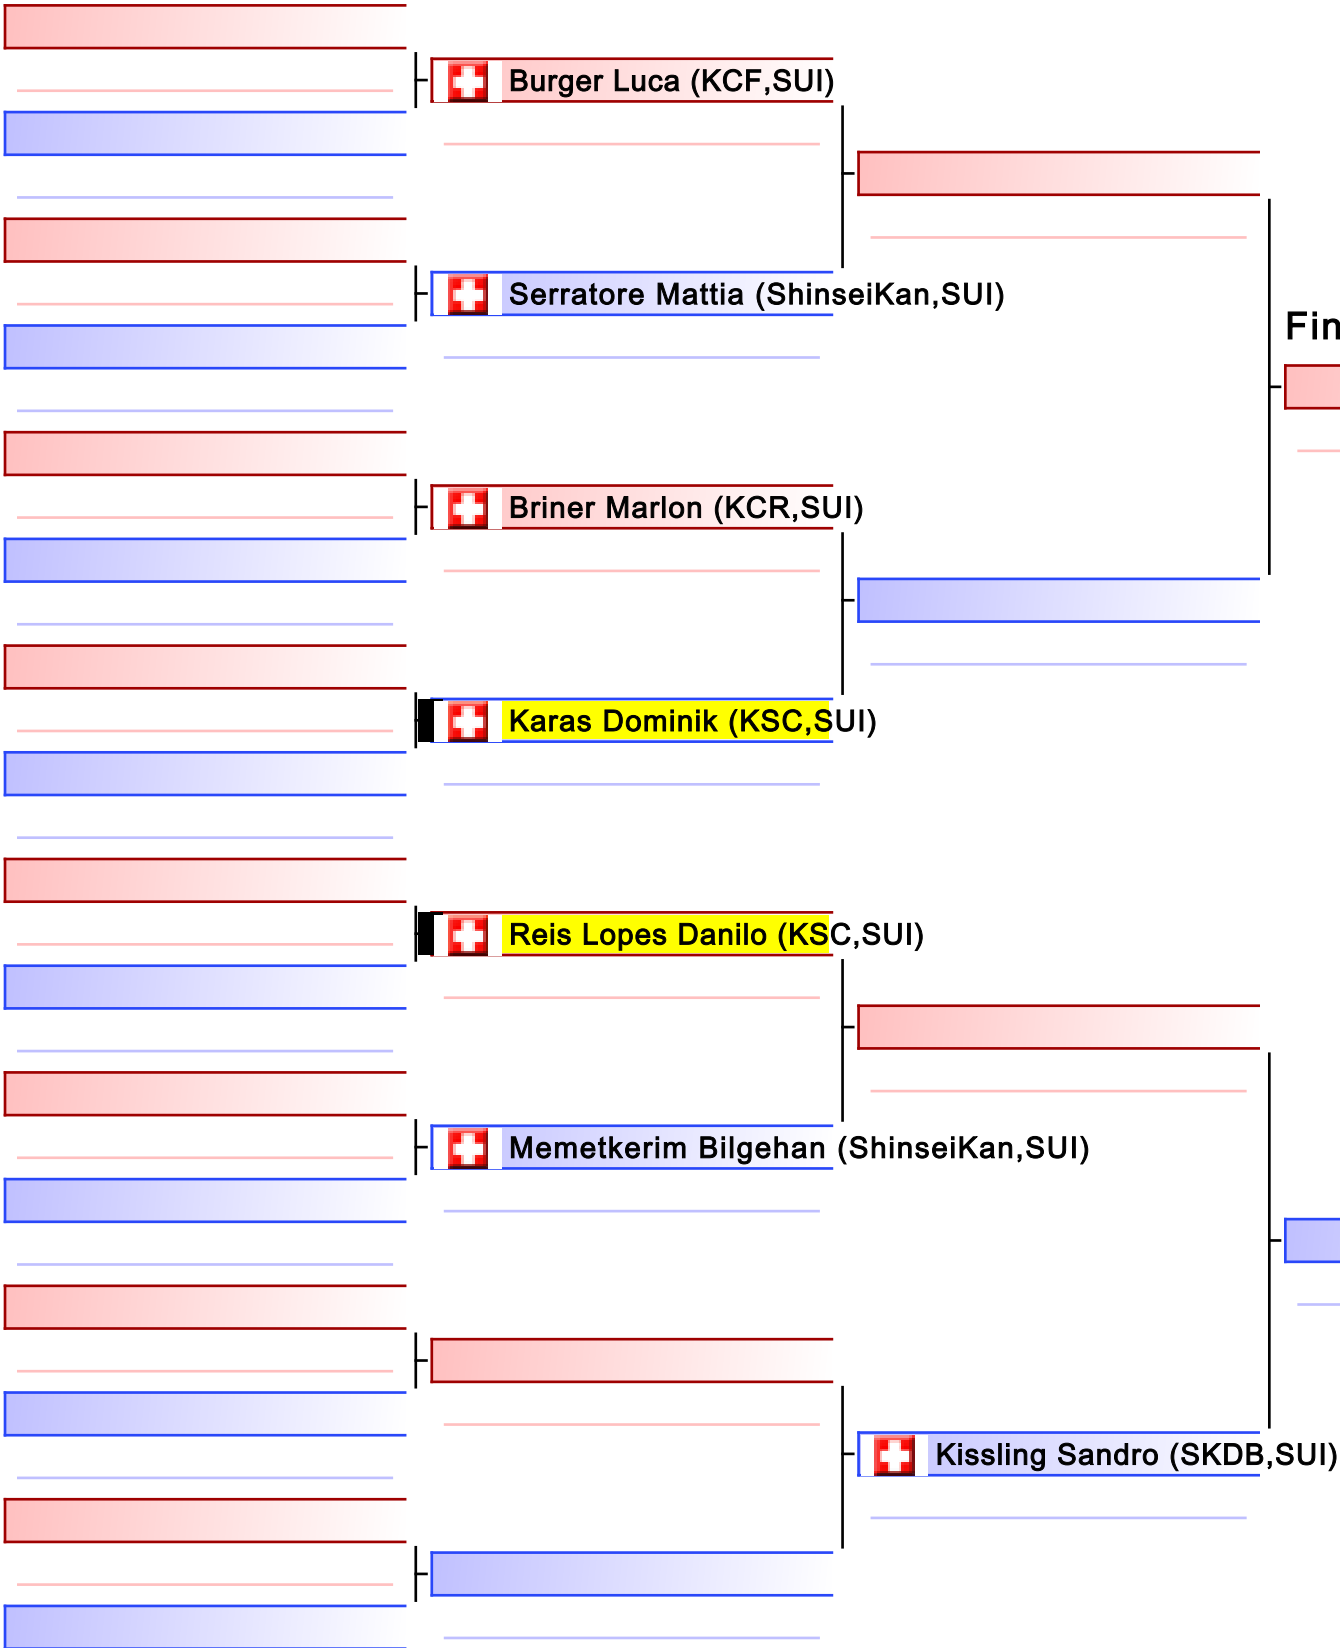 Burger Luca (KCF,SUI)
Serratore Mattia (ShinseiKan,SUI)
Fin
Briner Marlon (KCR,SUI)
Karas Dominik (KSC,SUI)
Reis Lopes Danilo (KSC,SUI)
Memetkerim Bilgehan (ShinseiKan,SUI)
Kissling Sandro (SKDB,SUI)